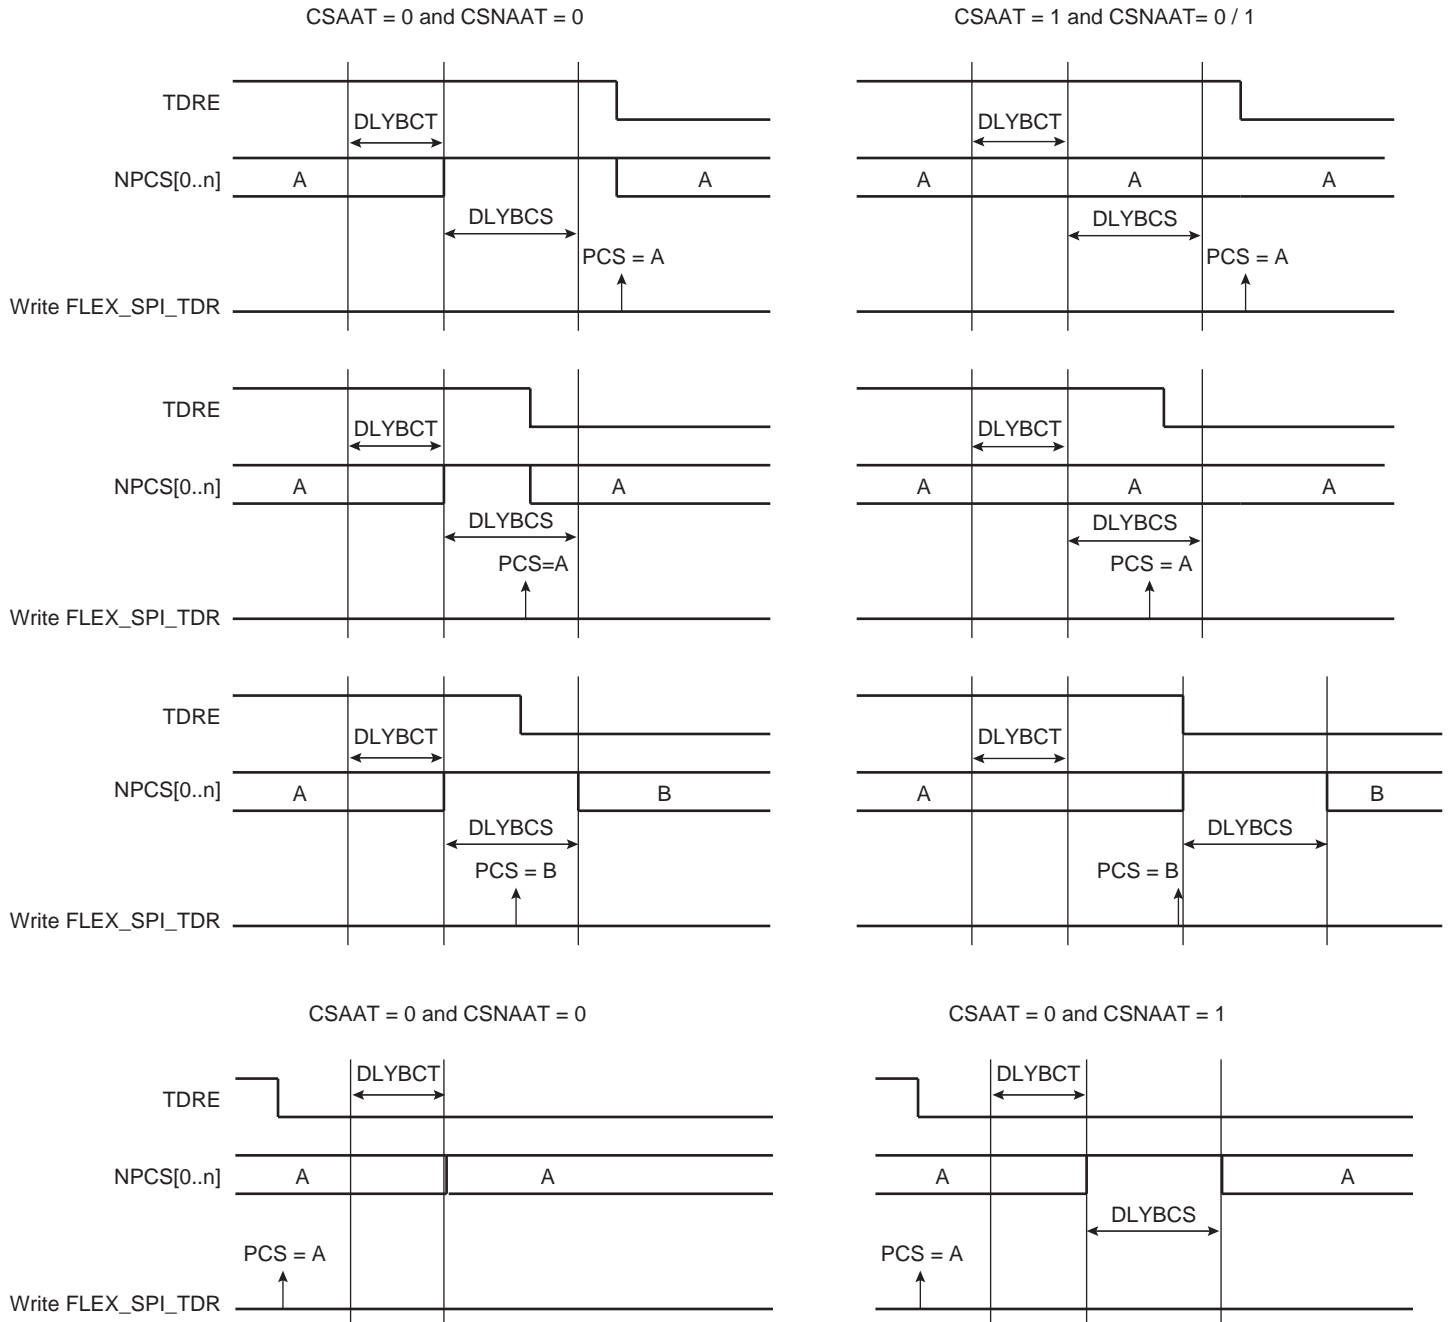 CSAAT = 0 and CSNAAT = 0
CSAAT = 1 and CSNAAT= 0 / 1
TDRE
DLYBCT
DLYBCT
NPCS[0..n]
A
A
A
A
A
DLYBCS
DLYBCS
PCS = A
PCS = A
Write FLEX_SPI_TDR
TDRE
DLYBCT
DLYBCT
NPCS[0..n]
A
A
A
A
A
DLYBCS
DLYBCS
PCS=A
PCS = A
Write FLEX_SPI_TDR
TDRE
DLYBCT
DLYBCT
NPCS[0..n]
A
B
A
B
DLYBCS
DLYBCS
PCS = B
PCS = B
Write FLEX_SPI_TDR
CSAAT = 0 and CSNAAT = 0
CSAAT = 0 and CSNAAT = 1
TDRE
DLYBCT
DLYBCT
NPCS[0..n]
A
A
A
A
DLYBCS
PCS = A
PCS = A
Write FLEX_SPI_TDR